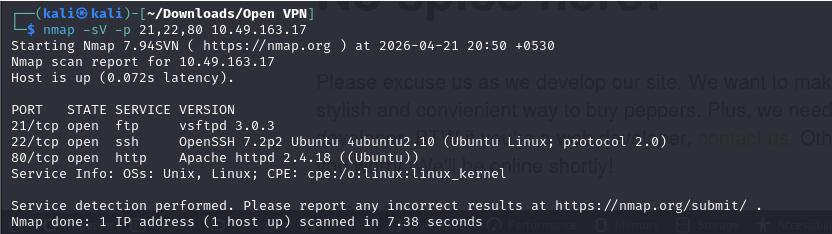 No spice here!
(kali㉿kali)-[~/Downloads/Open VPN]
$ nmap -sV -p 21,22,80 10.49.163.17
Starting Nmap 7.94SVN ( https://nmap.org ) at 2026-04-21 20:50 +0530
Nmap scan report for 10.49.163.17
Host is up (0.072s latency).
Please excuse us as we develop our site. We want to mak
stylish and convienient way to buy peppers. Plus, we need
contact us. Oth
We'll be online shortly!
PORT   STATE SERVICE VERSION
21/tcp open  ftp     vsftpd 3.0.3
22/tcp open  ssh     OpenSSH 7.2p2 Ubuntu 4ubuntu2.10 (Ubuntu Linux; protocol 2.0)
80/tcp open  http    Apache httpd 2.4.18 ((Ubuntu))
Service Info: OSs: Unix, Linux; CPE: cpe:/o:linux:linux_kernel
Service detection performed. Please report any incorrect results at https://nmap.org/submit/ .
Nmap done: 1 IP address (1 host up) scanned in 7.38 seconds